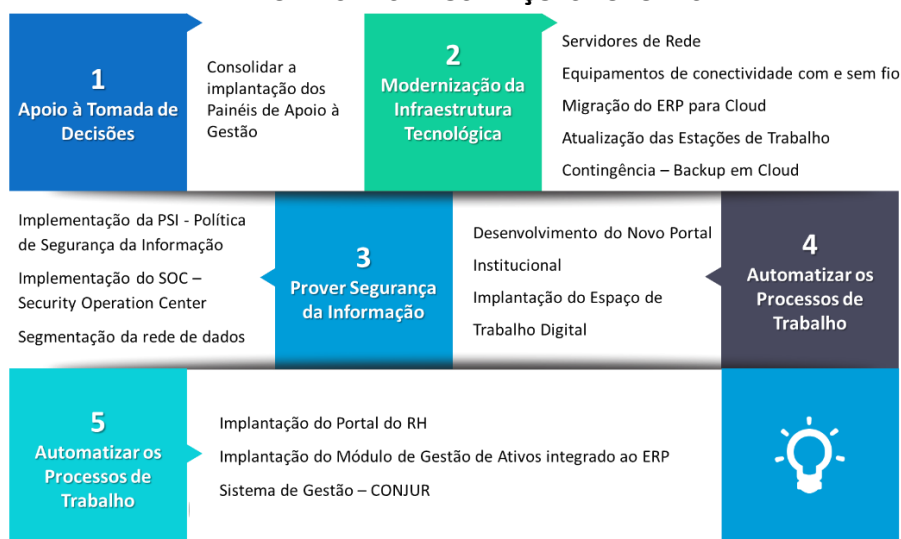 1
Apoio à Tomada de
Decisões
Consolidar a
implantação dos
Painéis de Apoio à
Gestão
2
Modernização da
Infraestrutura
Tecnológica
Servidores de Rede
Equipamentos de conectividade com e sem fio
Migração do ERP para Cloud
Atualização das Estações de Trabalho
Contingência – Backup em Cloud
Implementação da PSI - Política
de Segurança da Informação
Implementação do SOC –
Security Operation Center
Segmentação da rede de dados
3
Prover Segurança
da Informação
Desenvolvimento do Novo Portal
Institucional
Implantação do Espaço de
Trabalho Digital
4
Automatizar os
Processos de
Trabalho
5
Automatizar os
Processos de
Trabalho
Implantação do Portal do RH
Implantação do Módulo de Gestão de Ativos integrado ao ERP
Sistema de Gestão – CONJUR